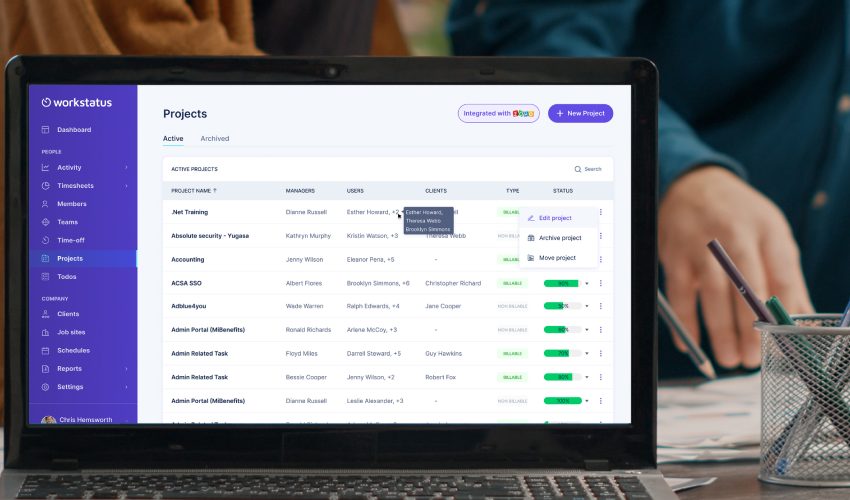 workstatus
Dashboard
PEOPLE
Activity
Timesheets
Members
Teams
Time-off
Projects
Todos
COMPANY
Clients
Job sites
Schedules
Reports
Settings
Chris Hemsworth
Projects
Integrated with ZOHO
+ New Project
Active Archived
ACTIVE PROJECTS Search
PROJECT NAME ↑ MANAGERS USERS CLIENTS TYPE STATUS
.Net Training Dianne Russell Esther Howard, +2
Esther Howard,
Theresa Webb
Brooklyn Simmons
Edit project
Archive project
Move project
Absolute security - Yugasa Kathryn Murphy Kristin Watson, +3 Theresa Webb
Accounting Jenny Wilson Eleanor Pena, +5 -
ACSA SSO Albert Flores Brooklyn Simmons, +6 Christopher Richard BILLABLE 90%
Adblue4you Wade Warren Ralph Edwards, +4 Jane Cooper NON BILLABLE 50%
Admin Portal (MiBenefits) Ronald Richards Arlene McCoy, +3 - NON BILLABLE 60%
Admin Related Task Floyd Miles Darrell Steward, +5 Guy Hawkins BILLABLE 70%
Admin Related Task Bessie Cooper Jenny Wilson, +2 Robert Fox BILLABLE 80%
Admin Portal (MiBenefits) Dianne Russell Leslie Alexander, +3 - NON BILLABLE 100%